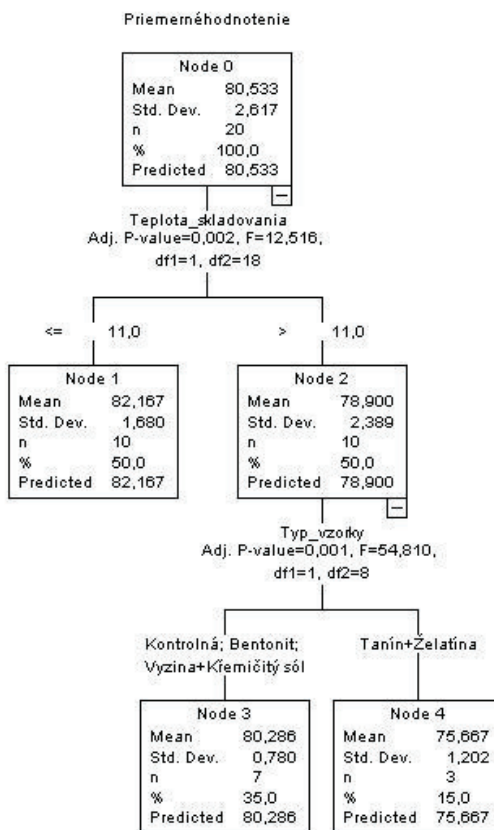 Priemernéhodnotenie
Node 0
Mean 80,533
Std. Dev. 2,617
n 20
% 100,0
Predicted 80,533
Teplota_skladovania
Adj. P-value=0,002, F=12,516,
df1=1, df2=18
<= 11,0
> 11,0
Node 1
Mean 82,167
Std. Dev. 1,680
n 10
% 50,0
Predicted 82,167
Node 2
Mean 78,900
Std. Dev. 2,389
n 10
% 50,0
Predicted 78,900
Typ_vzorky
Adj. P-value=0,001, F=54,810,
df1=1, df2=8
Kontrolná; Bentonit;
Vyzina+Křemičitý sól
Tanín+Želatína
Node 3
Mean 80,286
Std. Dev. 0,780
n 7
% 35,0
Predicted 80,286
Node 4
Mean 75,667
Std. Dev. 1,202
n 3
% 15,0
Predicted 75,667